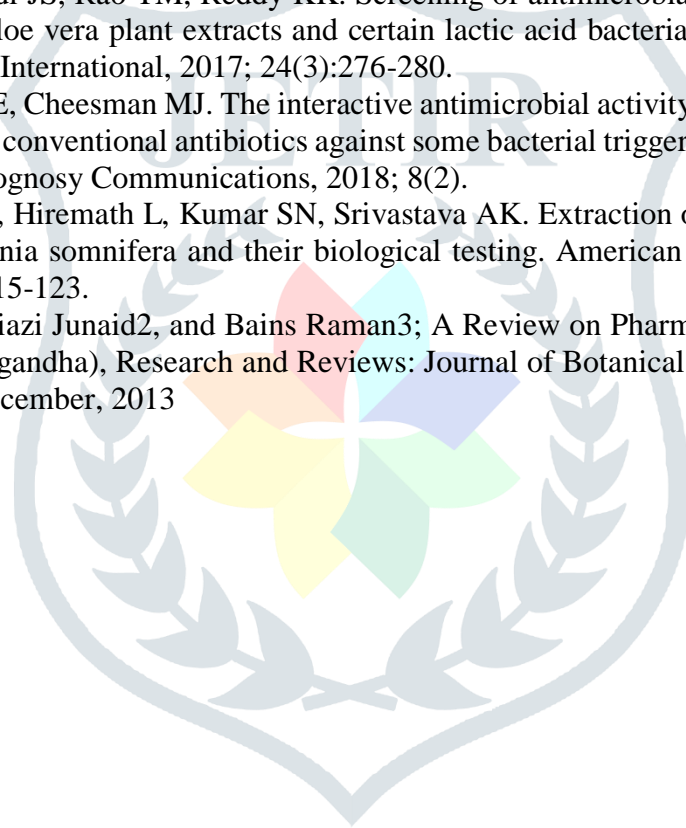 JS, Rao TM, Reddy KK. Screening of antimicrobial
loe vera plant extracts and certain lactic acid bacteria
International, 2017; 24(3):276-280.
E, Cheesman MJ. The interactive antimicrobial activity
conventional antibiotics against some bacterial trigger
ognosy Communications, 2018; 8(2).
, Hiremath L, Kumar SN, Srivastava AK. Extraction o
nia somnifera and their biological testing. American
15-123.
iazi Junaid2, and Bains Raman3; A Review on Pharm
gandha), Research and Reviews: Journal of Botanical
cember, 2013
JETIR